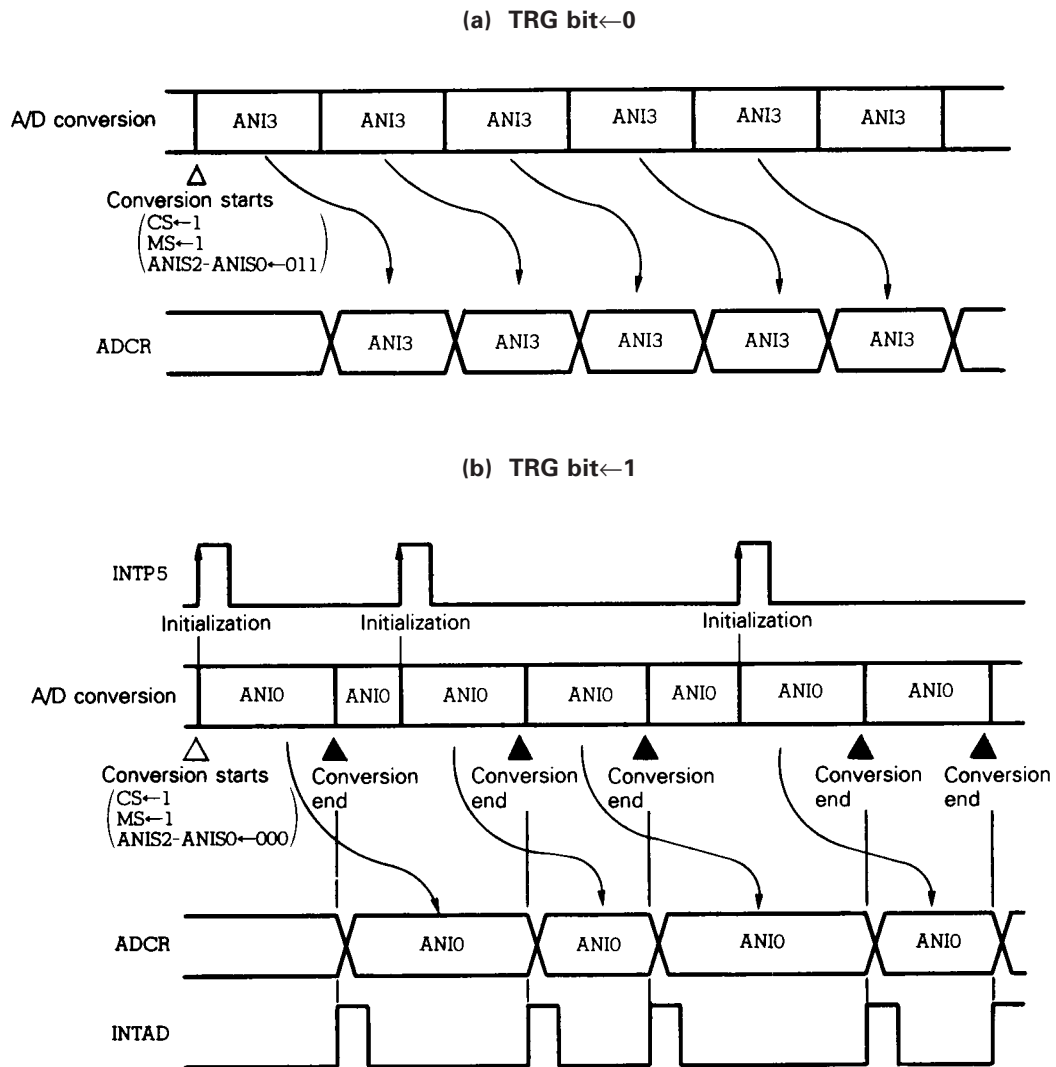 (a) TRG bit←0
A/D conversion
ANI3 ANI3 ANI3 ANI3 ANI3 ANI3
Conversion starts
CS←1
MS←1
ANIS2-ANIS0←011
ADCR
ANI3 ANI3 ANI3 ANI3 ANI3
(b) TRG bit←1
INTP5
Initialization Initialization Initialization
A/D conversion
ANI0 ANI0 ANI0 ANI0 ANI0 ANI0 ANI0
Conversion starts
CS←1
MS←1
ANIS2-ANIS0←000
Conversion
end
Conversion
end
Conversion
end
Conversion
end
Conversion
end
ADCR
ANI0 ANI0 ANI0 ANI0
INTAD